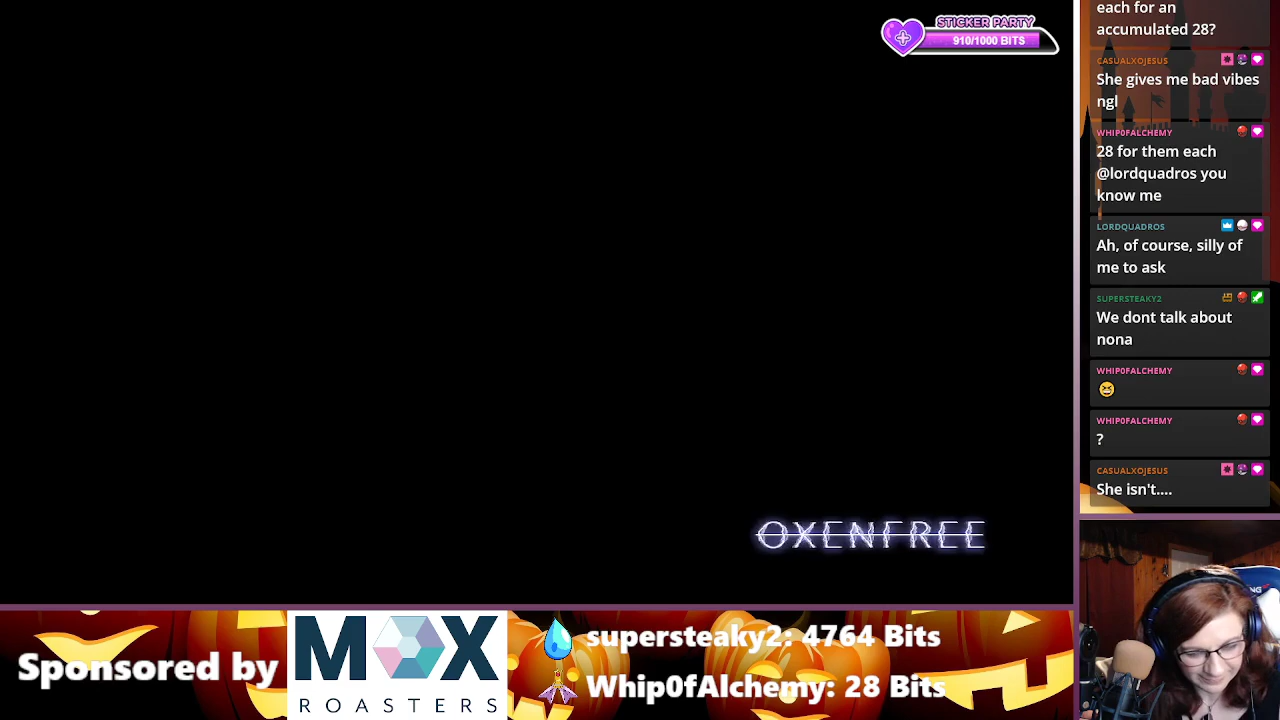 STICKER PARTY
910/1000 BITS
each for an
accumulated 28?
CASUALXOJESUS
She gives me bad vibes
ngl
WHIP0FALCHEMY
28 for them each
@lordquadros you
know me
LORDQUADROS
Ah, of course, silly of
me to ask
SUPERSTEAKY2
We dont talk about
nona
WHIP0FALCHEMY
WHIP0FALCHEMY
?
CASUALXOJESUS
She isn't....
OXENFREE
Sponsored by
MOX
ROASTERS
supersteaky2: 4764 Bits
Whip0fAlchemy: 28 Bits